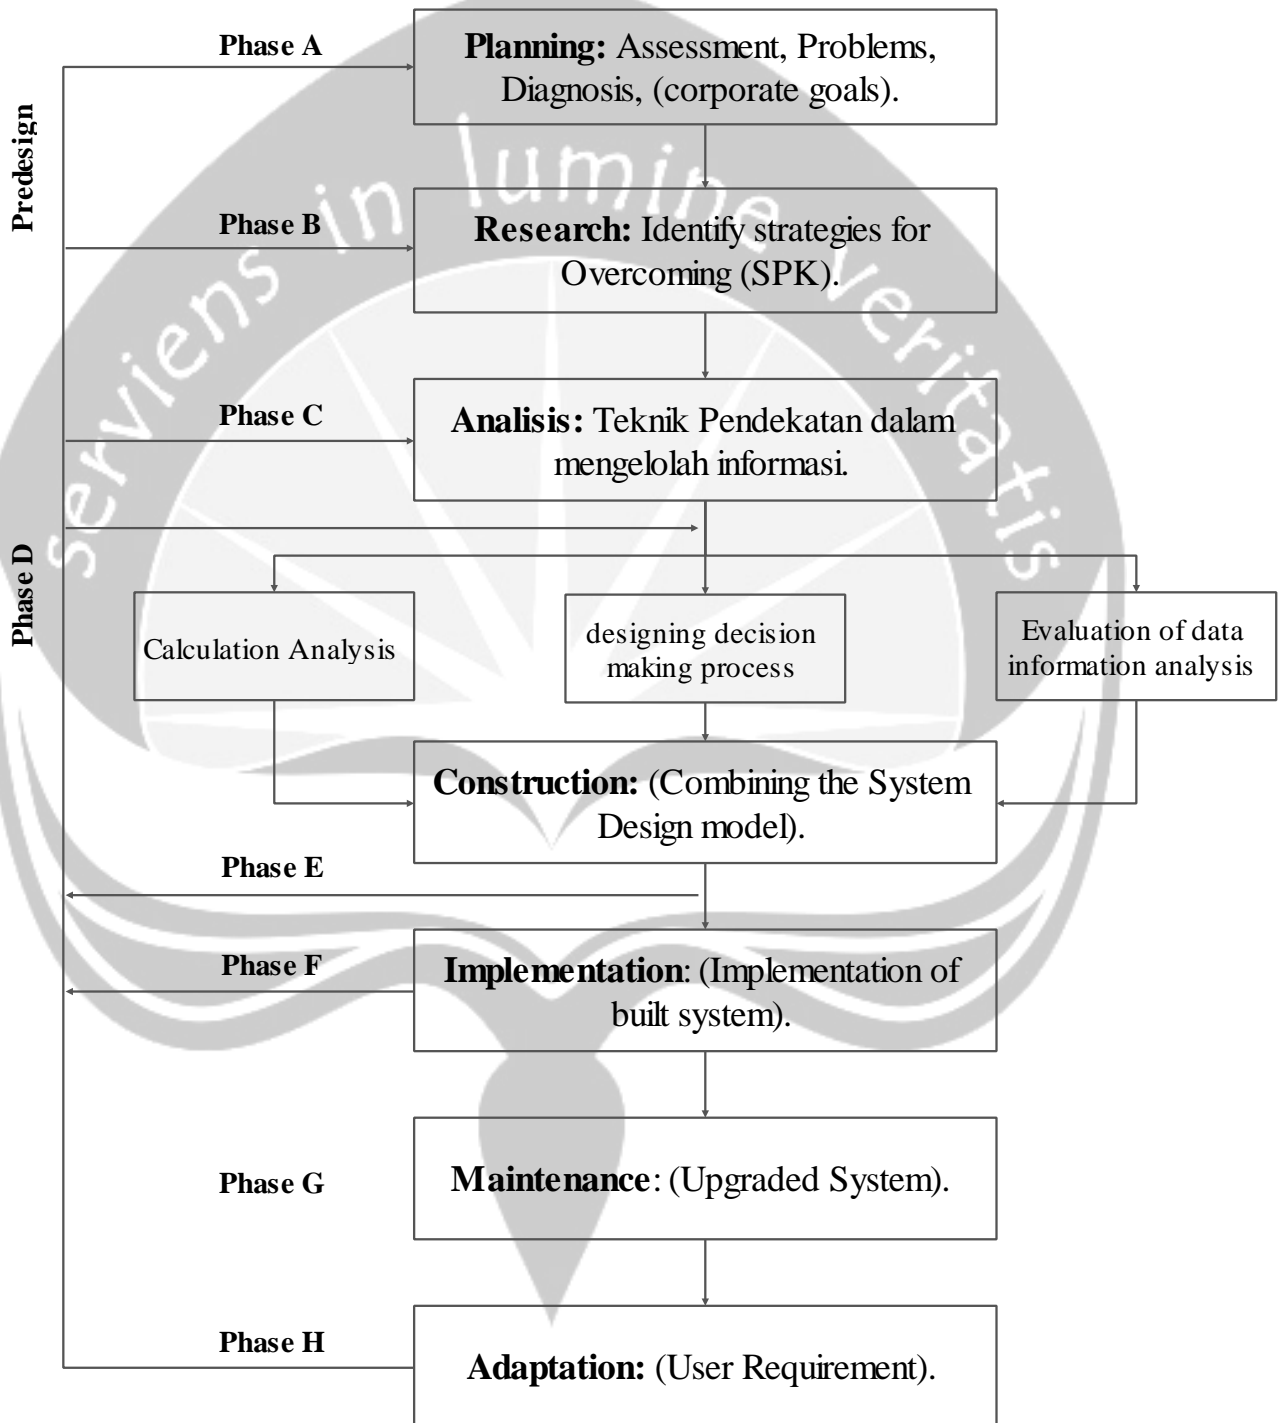 Phase A
Planning: Assessment, Problems,
Diagnosis, (corporate goals).
Predesign
Phase B
Research: Identify strategies for
Overcoming (SPK).
serviens in lumine veritatis
Phase C
Analisis: Teknik Pendekatan dalam
mengelolah informasi.
Phase D
Calculation Analysis
designing decision
making process
Evaluation of data
information analysis
Construction: (Combining the System
Design model).
Phase E
Phase F
Implementation: (Implementation of
built system).
Phase G
Maintenance: (Upgraded System).
Phase H
Adaptation: (User Requirement).